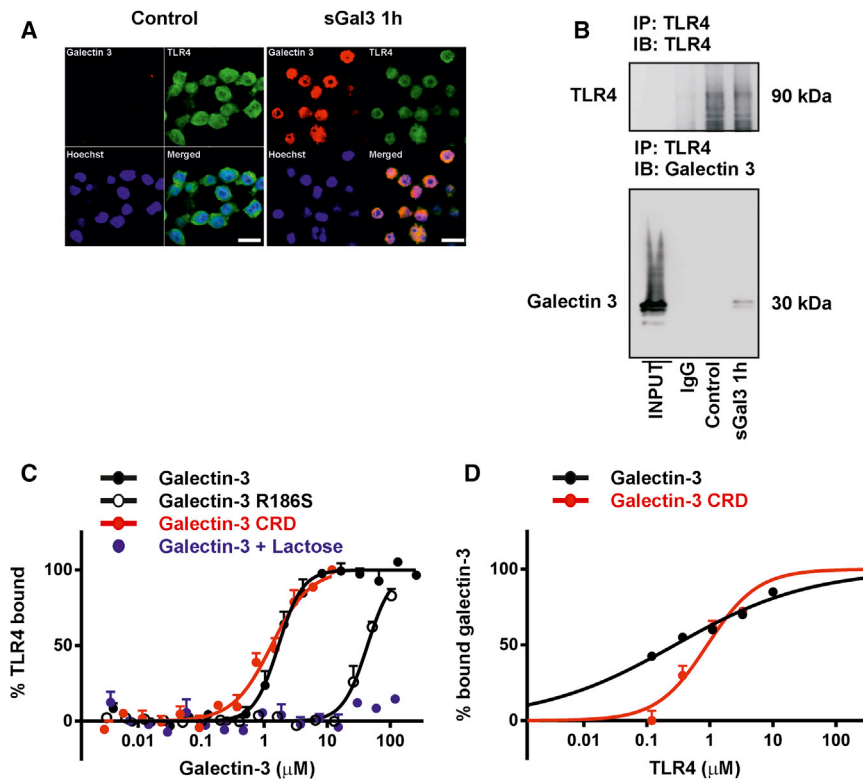 A
Control
sGal3 1h
Galectin 3
TLR4
Galectin 3
TLR4
Hoechst
Merged
Hoechst
Merged
B
IP: TLR4
IB: TLR4
TLR4
90 kDa
IP: TLR4
IB: Galectin 3
Galectin 3
30 kDa
INPUT
IgG
Control
sGal3 1h
C
Galectin-3
Galectin-3 R186S
Galectin-3 CRD
Galectin-3 + Lactose
% TLR4 bound
100
50
0
0.01
0.1
1
10
100
Galectin-3 (μM)
D
Galectin-3
Galectin-3 CRD
% bound galectin-3
100
50
0
0.01
0.1
1
10
100
TLR4 (μM)